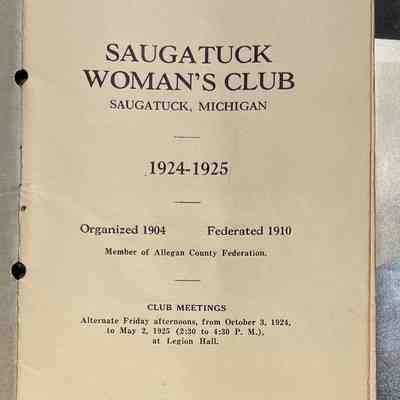 SAUGATUCK
WOMAN'S CLUB
SAUGATUCK, MICHIGAN
1924-1925
Organized 1904 Federated 1910
Member of Allegan County Federation.
CLUB MEETINGS
Alternate Friday afternoons, from October 3, 1924,
to May 2, 1925 (2:30 to 4:30 P. M.),
at Legion Hall.